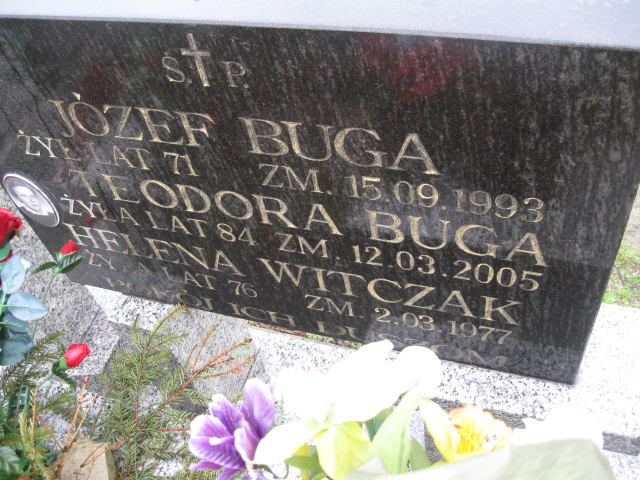 Ś.P.
JÓZEF BUGA
ŻYŁ LAT 71 ZM. 15.09.1993
TEODORA BUGA
ŻYŁA LAT 84 ZM. 12.03.2005
HELENA WITCZAK
ŻYŁA LAT 76 ZM. 2.03.1977
POKÓJ ICH DUSZOM